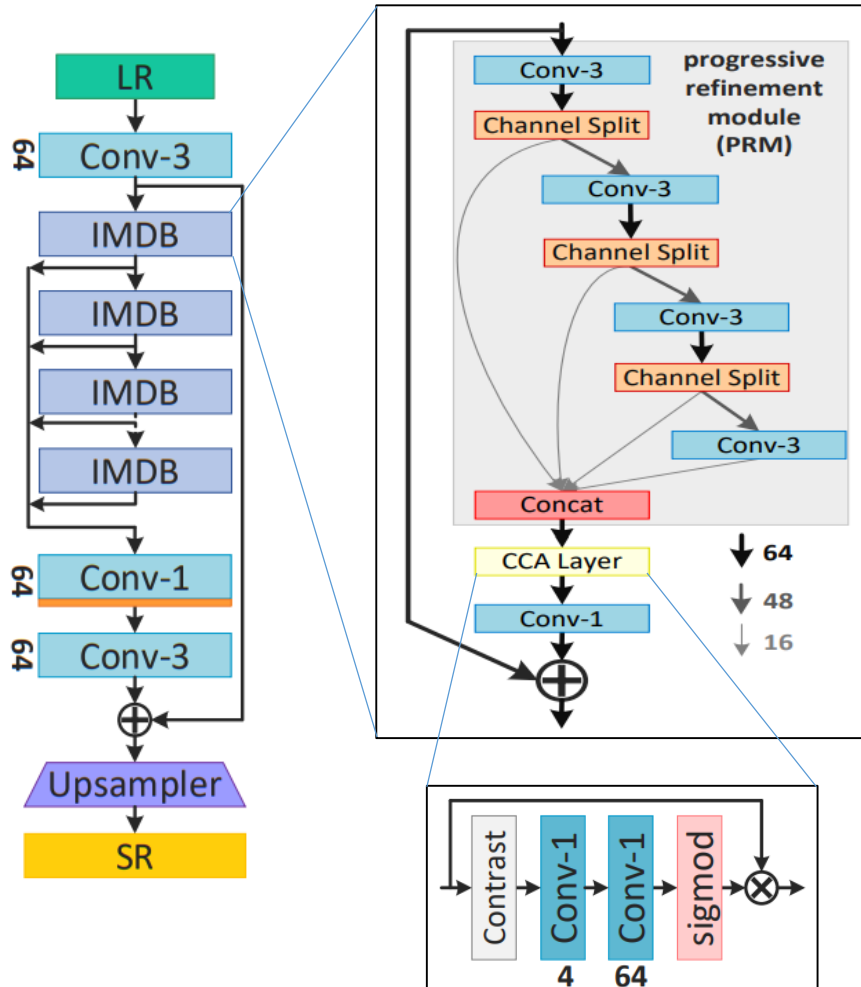 LR
64
Conv-3
IMDB
IMDB
IMDB
IMDB
64
Conv-1
64
Conv-3
Upsampler
SR
progressive
refinement
module
(PRM)
Conv-3
Channel Split
Conv-3
Channel Split
Conv-3
Channel Split
Conv-3
Concat
CCA Layer
Conv-1
64
48
16
Contrast
Conv-1
Conv-1
sigmod
4
64